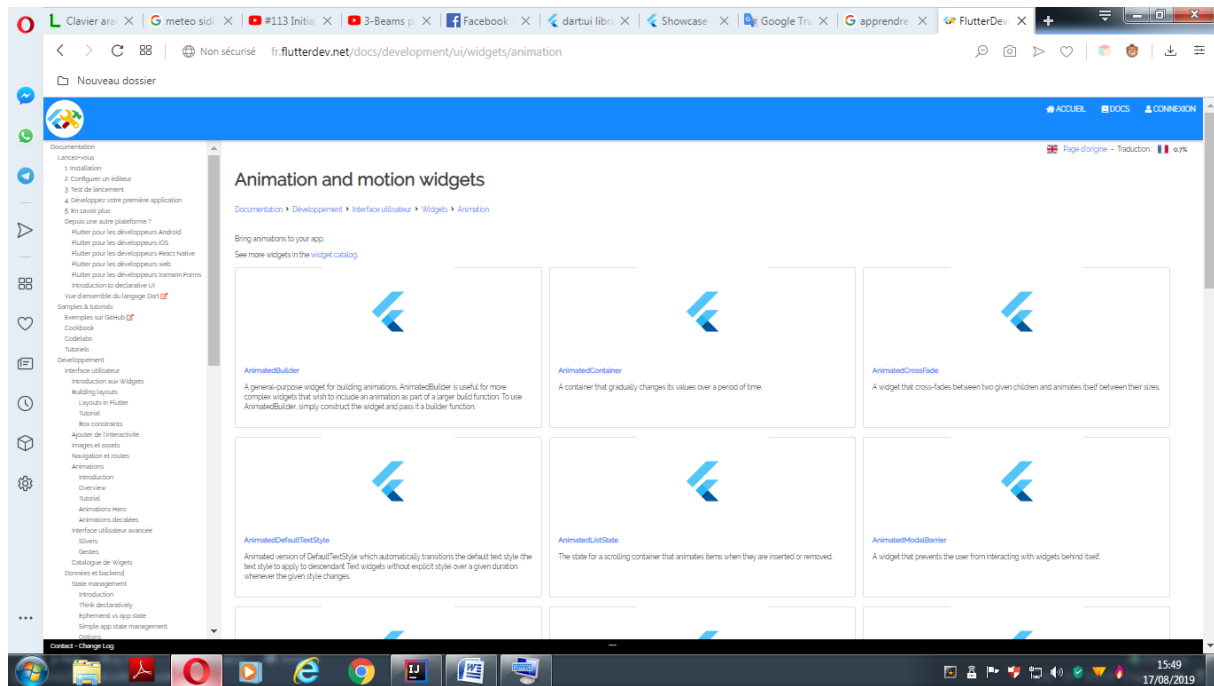 L Clavier aral
G meteo sidi
#113 Initial
3-Beams p
Facebook -
dartui libra
Showcase
Google Tra
G apprendre
FlutterDev
Non sécurisé fr.flutterdev.net/docs/development/ui/widgets/animation
Nouveau dossier
ACCUEIL DOCS CONNEXION
Page d'origine - Traduction : 0.7%
Documentation
Lancez-vous
1. Installation
2. Configurer un éditeur
3. Test de lancement
4. Développez votre première application
5. En savoir plus
Depuis une autre plateforme ?
Flutter pour les développeurs Android
Flutter pour les développeurs iOS
Flutter pour les développeurs React Native
Flutter pour les développeurs web
Flutter pour les développeurs Xamarin.Forms
Introduction to declarative UI
Vue d'ensemble du langage Dart
Samples & tutorials
Exemples sur GitHub
Cookbook
Codelabs
Tutoriels
Développement
Interface utilisateur
Introduction aux Widgets
Building layouts
Layouts in Flutter
Tutorial
Box constraints
Ajouter de l'interactivité
Images et assets
Navigation et routes
Animations
Introduction
Overview
Tutorial
Animations Hero
Animations décalées
Interface utilisateur avancée
Slivers
Gestes
Catalogue de Wigets
Données et backend
State management
Introduction
Think declaratively
Ephemeral vs app state
Simple app state management
Options
Animation and motion widgets
Documentation Développement Interface utilisateur Widgets Animation
Bring animations to your app.
See more widgets in the widget catalog.
AnimatedBuilder
A general-purpose widget for building animations. AnimatedBuilder is useful for more
complex widgets that wish to include an animation as part of a larger build function. To use
AnimatedBuilder, simply construct the widget and pass it a builder function.
AnimatedContainer
A container that gradually changes its values over a period of time.
AnimatedCrossFade
A widget that cross-fades between two given children and animates itself between their sizes.
AnimatedDefaultTextStyle
Animated version of DefaultTextStyle which automatically transitions the default text style (the
text style to apply to descendant Text widgets without explicit style) over a given duration
whenever the given style changes.
AnimatedListState
The state for a scrolling container that animates items when they are inserted or removed.
AnimatedModalBarrier
A widget that prevents the user from interacting with widgets behind itself.
Contact - Change Log
15:49
17/08/2019